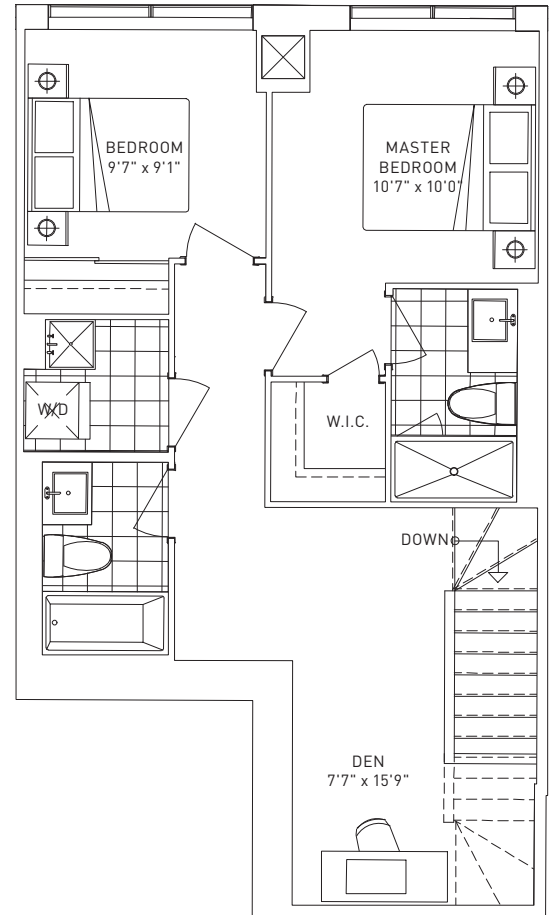 BEDROOM
9'7" x 9'1"
MASTER
BEDROOM
10'7" x 10'0"
W/D
W.I.C.
DOWN
DEN
7'7" x 15'9"